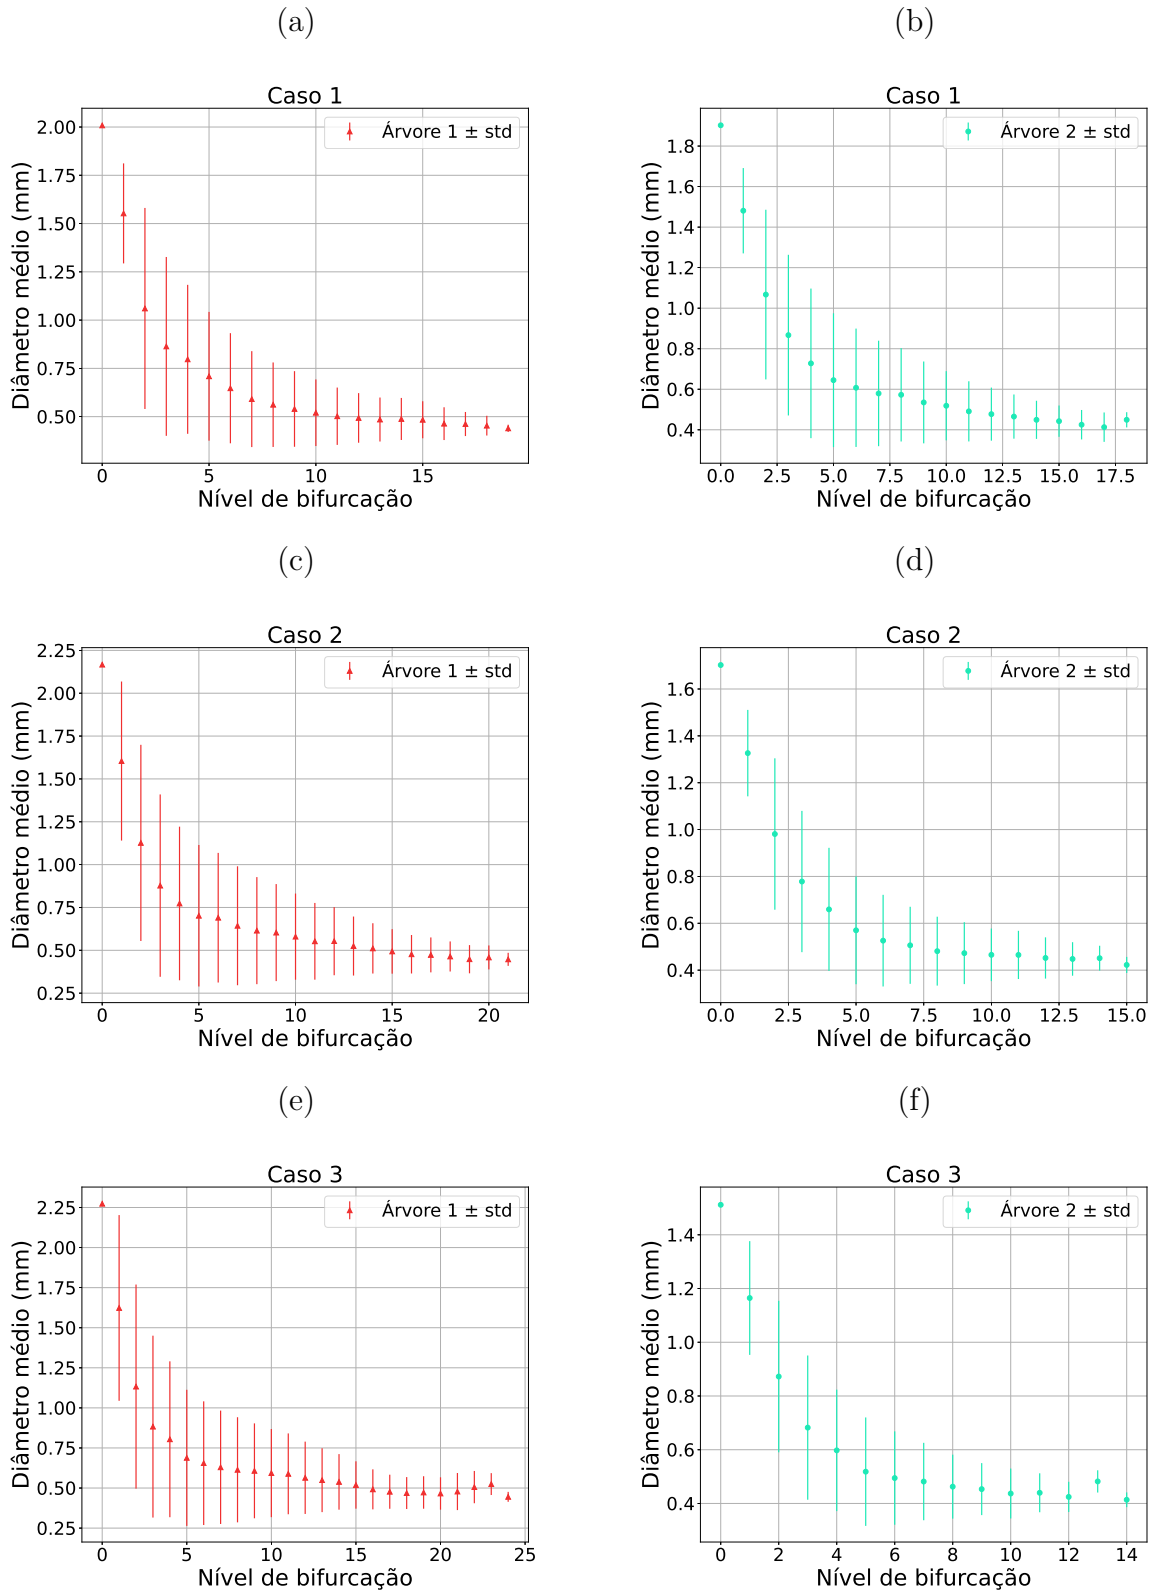 (a)
Caso 1
Árvore 1 ± std
Diâmetro médio (mm)
2.00
1.75
1.50
1.25
1.00
0.75
0.50
0 5 10 15
Nível de bifurcação
(b)
Caso 1
Árvore 2 ± std
Diâmetro médio (mm)
1.8
1.6
1.4
1.2
1.0
0.8
0.6
0.4
0.0 2.5 5.0 7.5 10.0 12.5 15.0 17.5
Nível de bifurcação
(c)
Caso 2
Árvore 1 ± std
Diâmetro médio (mm)
2.25
2.00
1.75
1.50
1.25
1.00
0.75
0.50
0.25
0 5 10 15 20
Nível de bifurcação
(d)
Caso 2
Árvore 2 ± std
Diâmetro médio (mm)
1.6
1.4
1.2
1.0
0.8
0.6
0.4
0.0 2.5 5.0 7.5 10.0 12.5 15.0
Nível de bifurcação
(e)
Caso 3
Árvore 1 ± std
Diâmetro médio (mm)
2.25
2.00
1.75
1.50
1.25
1.00
0.75
0.50
0.25
0 5 10 15 20 25
Nível de bifurcação
(f)
Caso 3
Árvore 2 ± std
Diâmetro médio (mm)
1.4
1.2
1.0
0.8
0.6
0.4
0 2 4 6 8 10 12 14
Nível de bifurcação